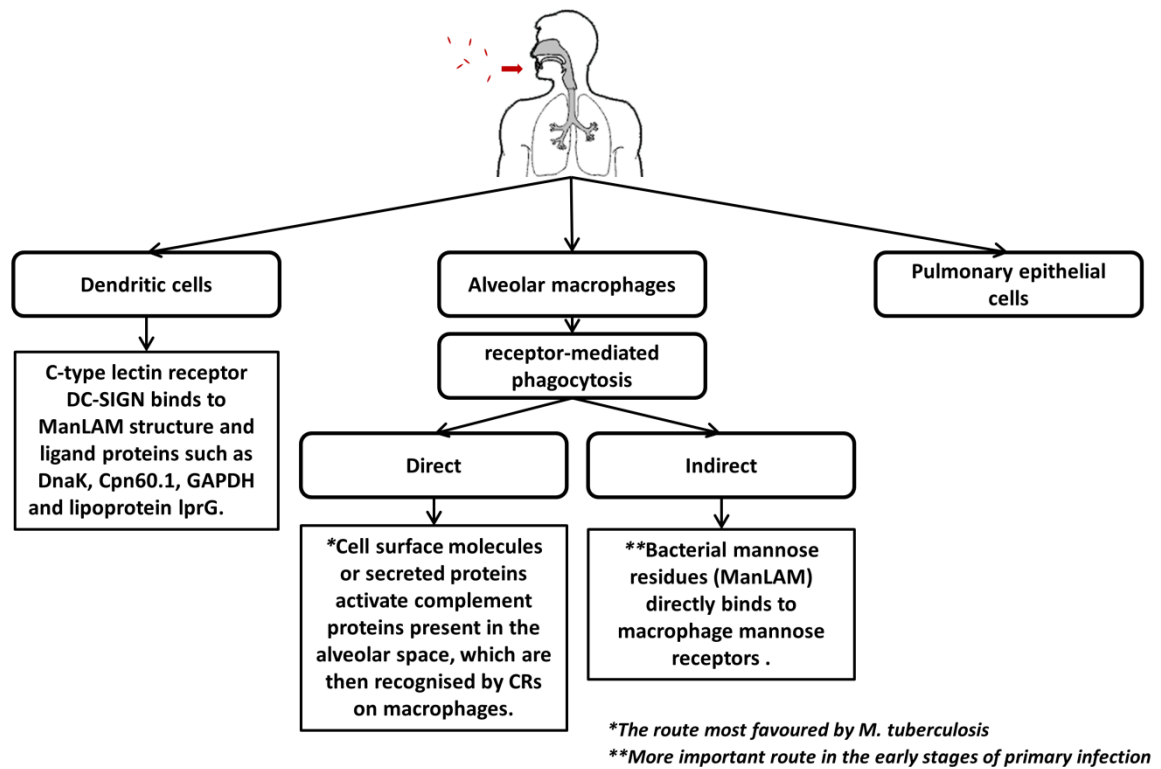 Dendritic cells
Alveolar macrophages
Pulmonary epithelial
cells
C-type lectin receptor
DC-SIGN binds to
ManLAM structure and
ligand proteins such as
DnaK, Cpn60.1, GAPDH
and lipoprotein lprG.
receptor-mediated
phagocytosis
Direct
Indirect
*Cell surface molecules
or secreted proteins
activate complement
proteins present in the
alveolar space, which are
then recognised by CRs
on macrophages.
**Bacterial mannose
residues (ManLAM)
directly binds to
macrophage mannose
receptors .
*The route most favoured by M. tuberculosis
**More important route in the early stages of primary infection